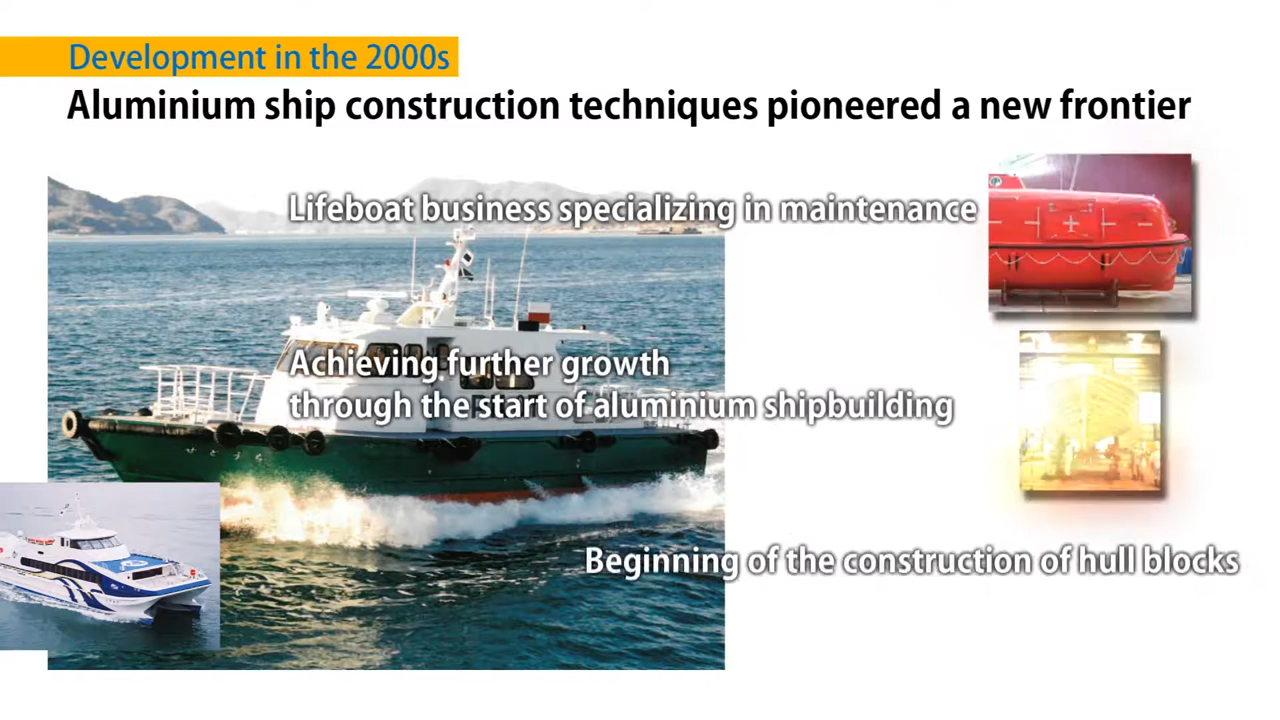 Development in the 2000s
Aluminium ship construction techniques pioneered a new frontier
Lifeboat business specializing in maintenance
Achieving further growth
through the start of aluminium shipbuilding
Beginning of the construction of hull blocks